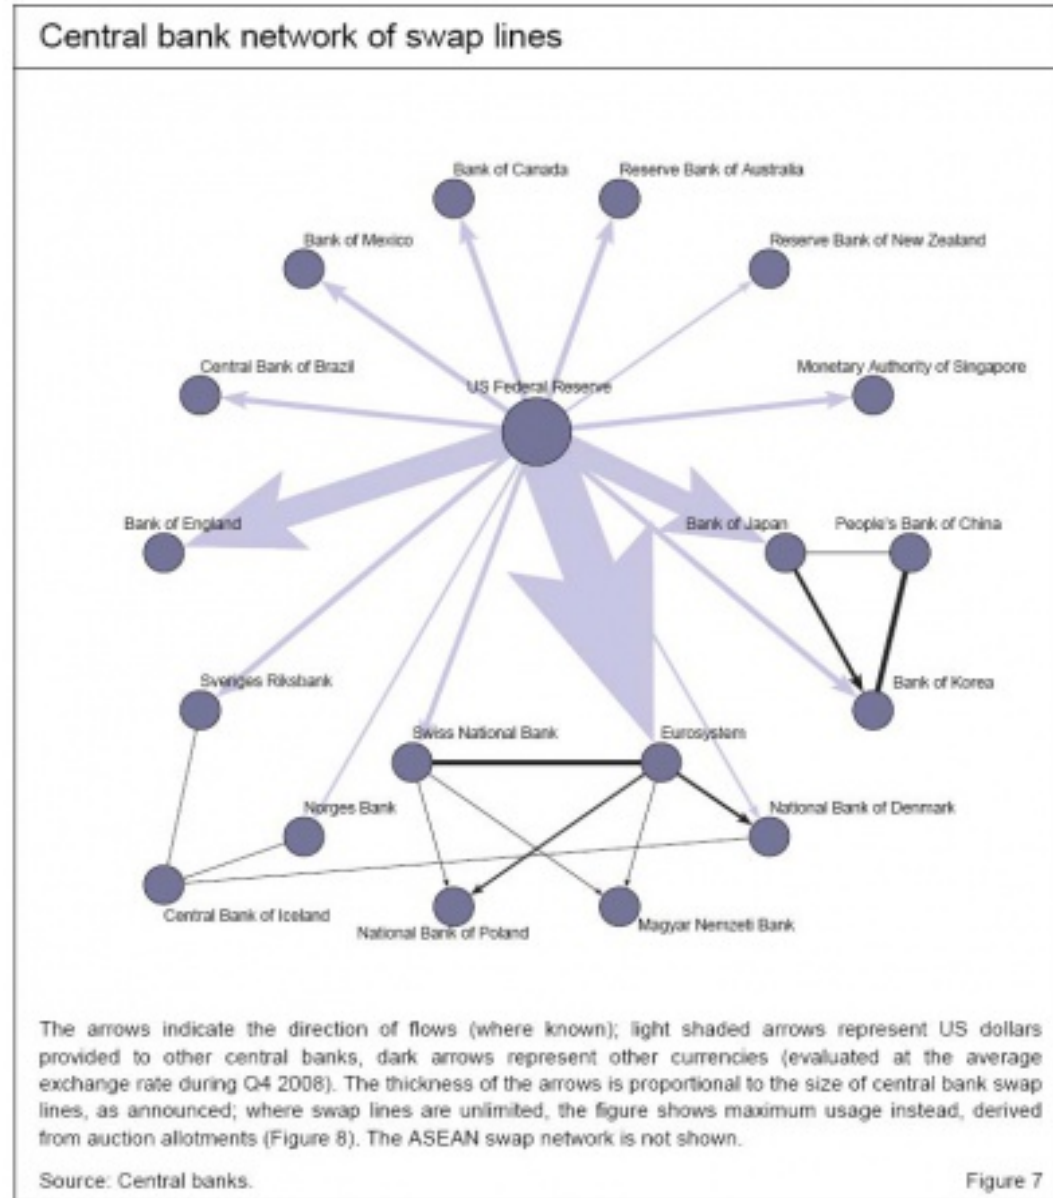 Central bank network of swap lines
Bank of Canada
Reserve Bank of Australia
Bank of Mexico
Reserve Bank of New Zealand
Central Bank of Brazil
US Federal Reserve
Monetary Authority of Singapore
Bank of England
Bank of Japan
People's Bank of China
Sveriges Riksbank
Bank of Korea
Swiss National Bank
Eurosystem
Norges Bank
National Bank of Denmark
Central Bank of Iceland
National Bank of Poland
Magyar Nemzeti Bank
The arrows indicate the direction of flows (where known); light shaded arrows represent US dollars
provided to other central banks, dark arrows represent other currencies (evaluated at the average
exchange rate during Q4 2008). The thickness of the arrows is proportional to the size of central bank swap
lines, as announced; where swap lines are unlimited, the figure shows maximum usage instead, derived
from auction allotments (Figure 8). The ASEAN swap network is not shown.
Source: Central banks.
Figure 7